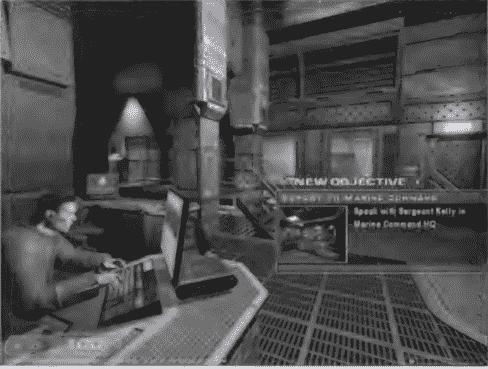 NEW OBJECTIVE
REPORT TO MARINE COMMAND
Speak with Sergeant Kelly in
Marine Command HQ